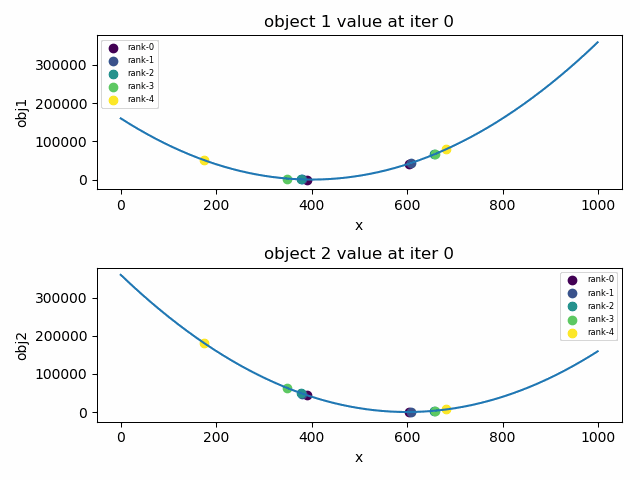 object 1 value at iter 0
obj1
300000
200000
100000
0
rank-0
rank-1
rank-2
rank-3
rank-4
0 200 400 600 800 1000
x
object 2 value at iter 0
obj2
300000
200000
100000
0
rank-0
rank-1
rank-2
rank-3
rank-4
0 200 400 600 800 1000
x